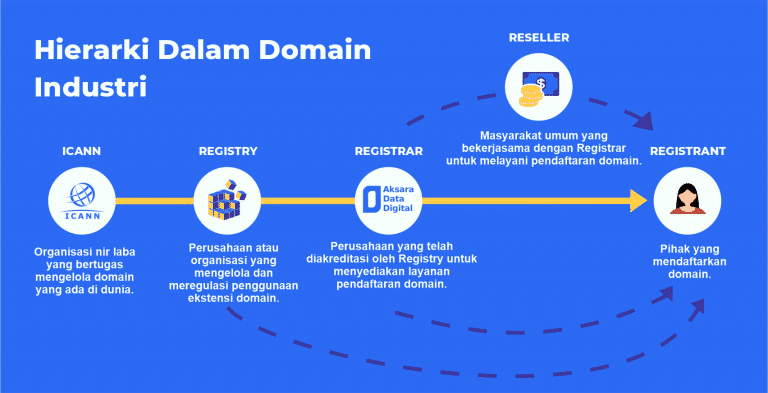 Hierarki Dalam Domain
Industri
RESELLER
$
Masyarakat umum yang
bekerjasama dengan Registrar
untuk melayani pendaftaran domain.
ICANN
ICANN
Organisasi nir laba
yang bertugas
mengelola domain
yang ada di dunia.
REGISTRY
Perusahaan atau
organisasi yang
mengelola dan
meregulasi penggunaan
ekstensi domain.
REGISTRAR
Aksara
Data
Digital
Perusahaan yang telah
diakreditasi oleh Registry untuk
menyediakan layanan
pendaftaran domain.
REGISTRANT
Pihak yang
mendaftarkan
domain.